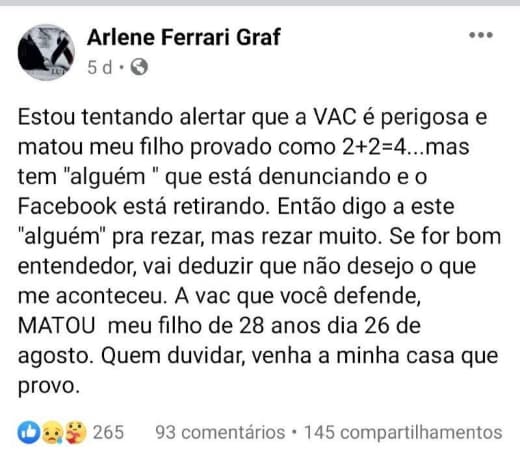 Arlene Ferrari Graf
5 d
Estou tentando alertar que a VAC é perigosa e
matou meu filho provado como 2+2=4...mas
tem "alguém " que está denunciando e o
Facebook está retirando. Então digo a este
"alguém" pra rezar, mas rezar muito. Se for bom
entendedor, vai deduzir que não desejo o que
me aconteceu. A vac que você defende,
MATOU  meu filho de 28 anos dia 26 de
agosto. Quem duvidar, venha a minha casa que
provo.
265 93 comentários • 145 compartilhamentos